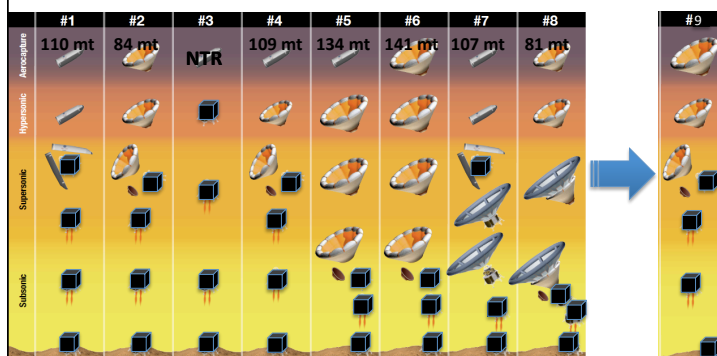 #1 #2 #3 #4 #5 #6 #7 #8 #9
110 mt 84 mt NTR 109 mt 134 mt 141 mt 107 mt 81 mt
Aerocapture
Hypersonic
Supersonic
Subsonic